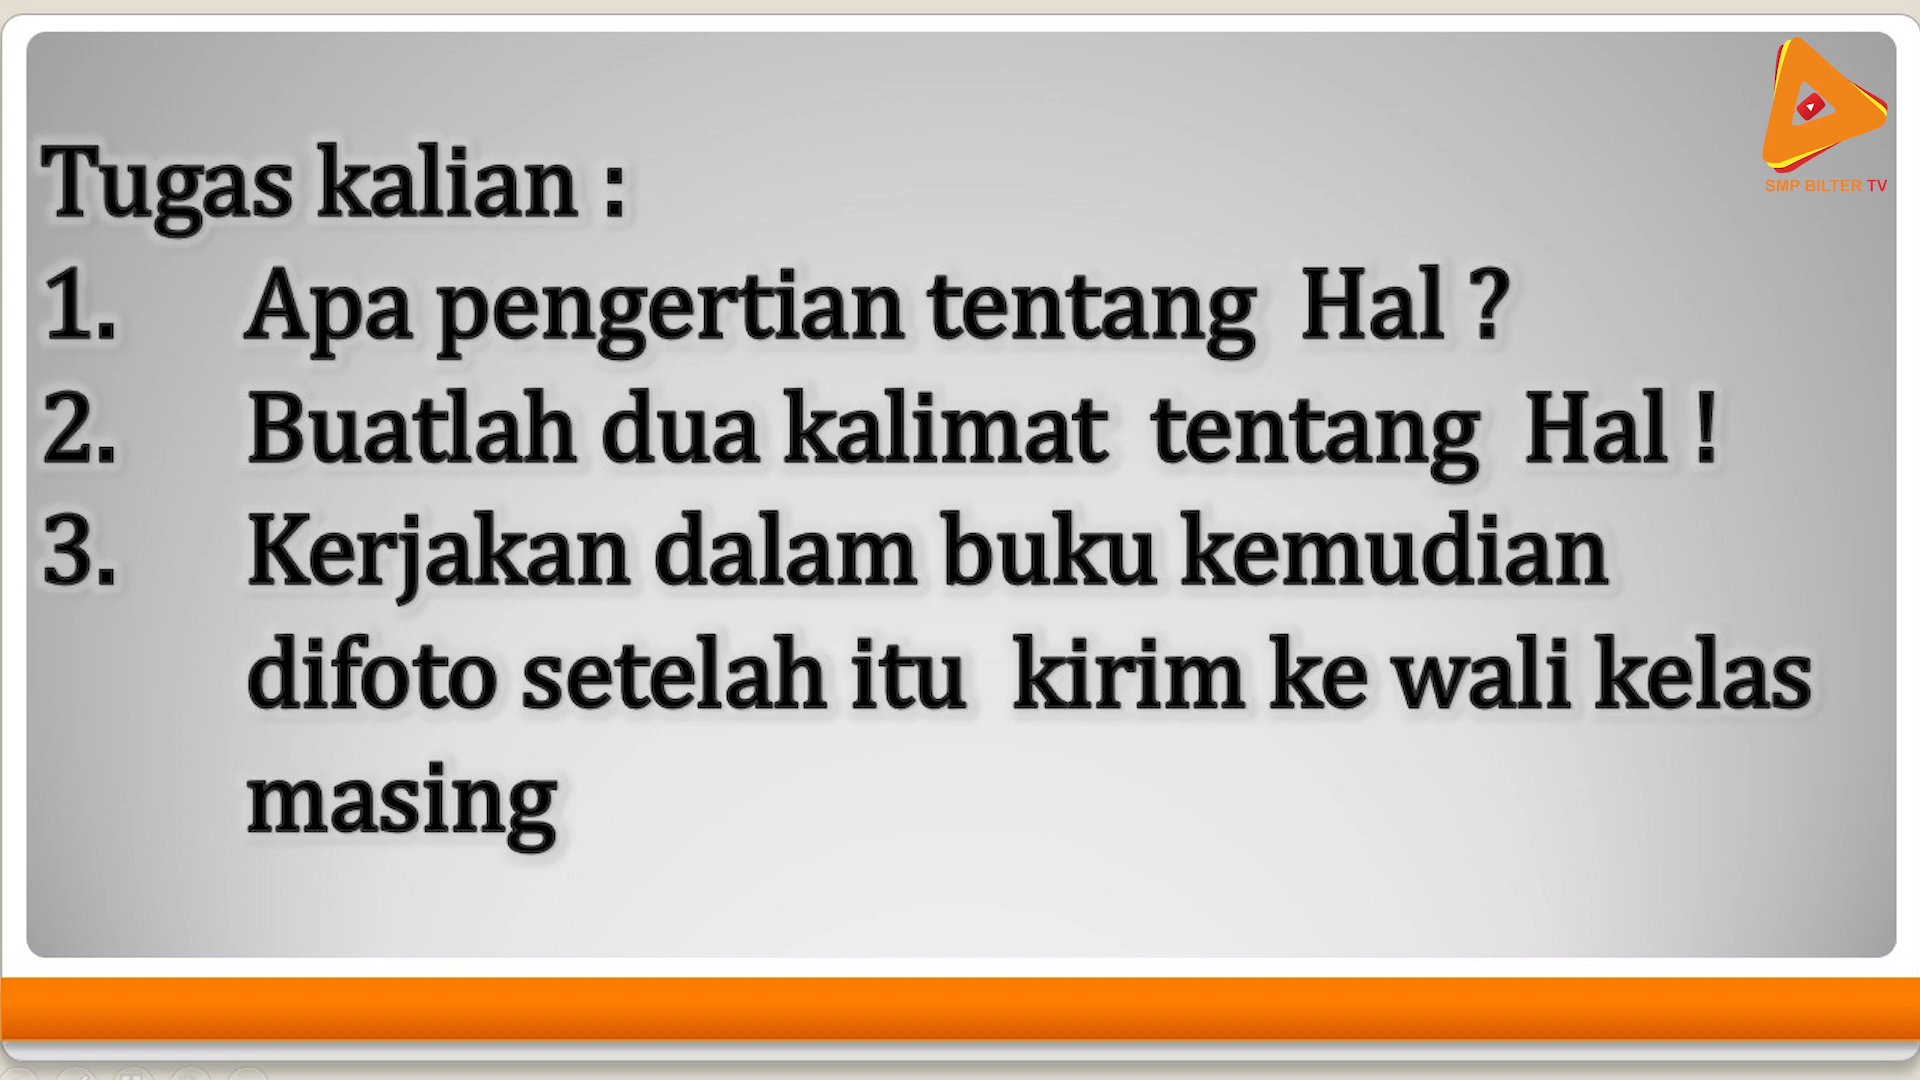 SMP BILTER TV
Tugas kalian :
1. Apa pengertian tentang Hal ?
2. Buatlah dua kalimat tentang Hal !
3. Kerjakan dalam buku kemudian
difoto setelah itu kirim ke wali kelas
masing